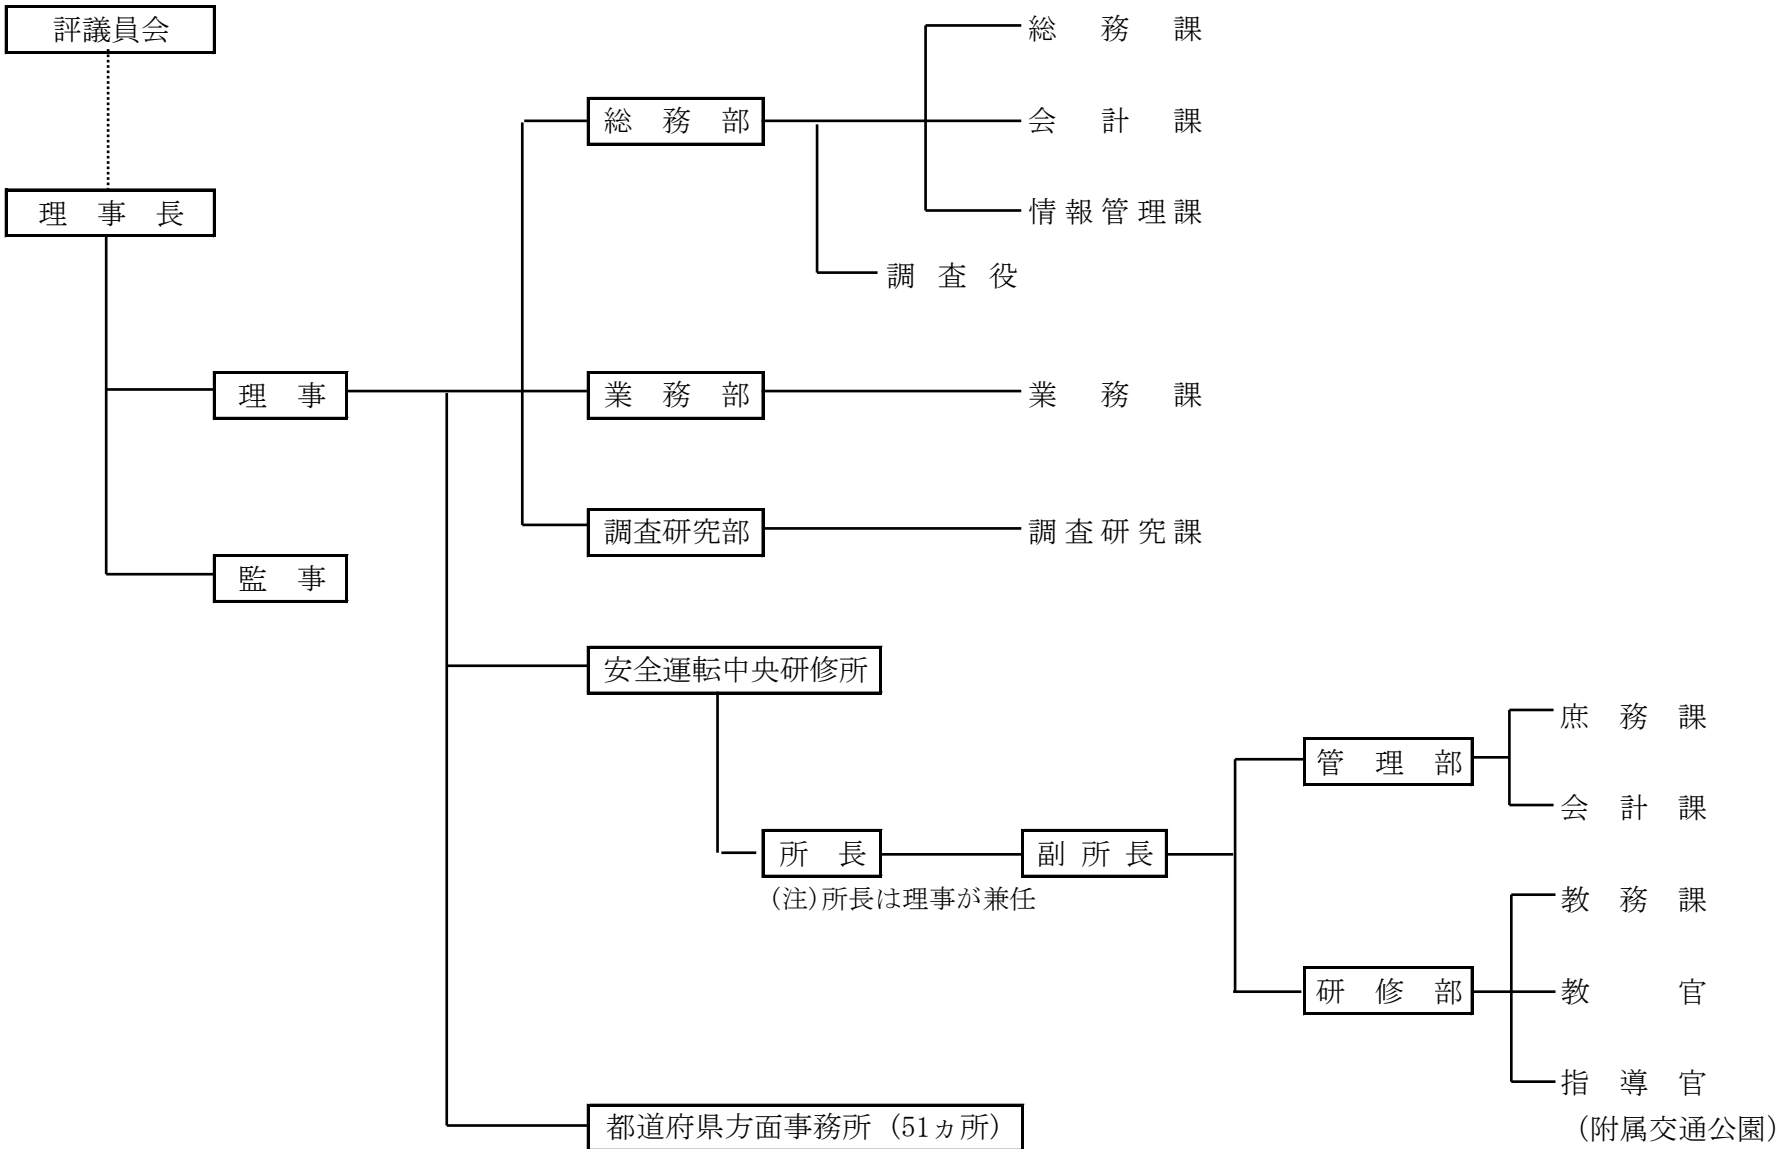 評議員会
総務課
総務部
会計課
理事長
情報管理課
調査役
理事
業務部
業務課
調査研究部
調査研究課
監事
安全運転中央研修所
庶務課
管理部
会計課
所長
副所長
(注)所長は理事が兼任
教務課
研修部
教官
指導官
都道府県方面事務所（51ヵ所）
(附属交通公園)